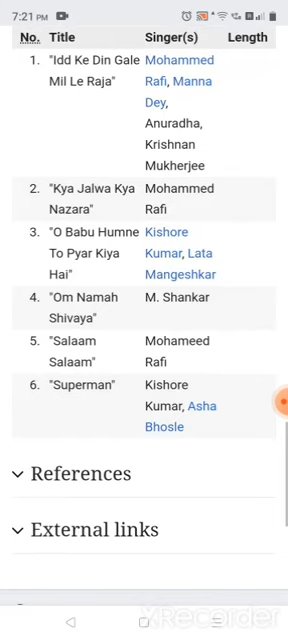 7:21 PM
No. Title Singer(s) Length
1. "Idd Ke Din Gale Mohammed
Mil Le Raja" Rafi, Manna
Dey,
Anuradha,
Krishnan
Mukherjee
2. "Kya Jalwa Kya Mohammed
Nazara" Rafi
3. "O Babu Humne Kishore
To Pyar Kiya Kumar, Lata
Hai" Mangeshkar
4. "Om Namah M. Shankar
Shivaya"
5. "Salaam Mohameed
Salaam" Rafi
6. "Superman" Kishore
Kumar, Asha
Bhosle
References
External links
XRecorder